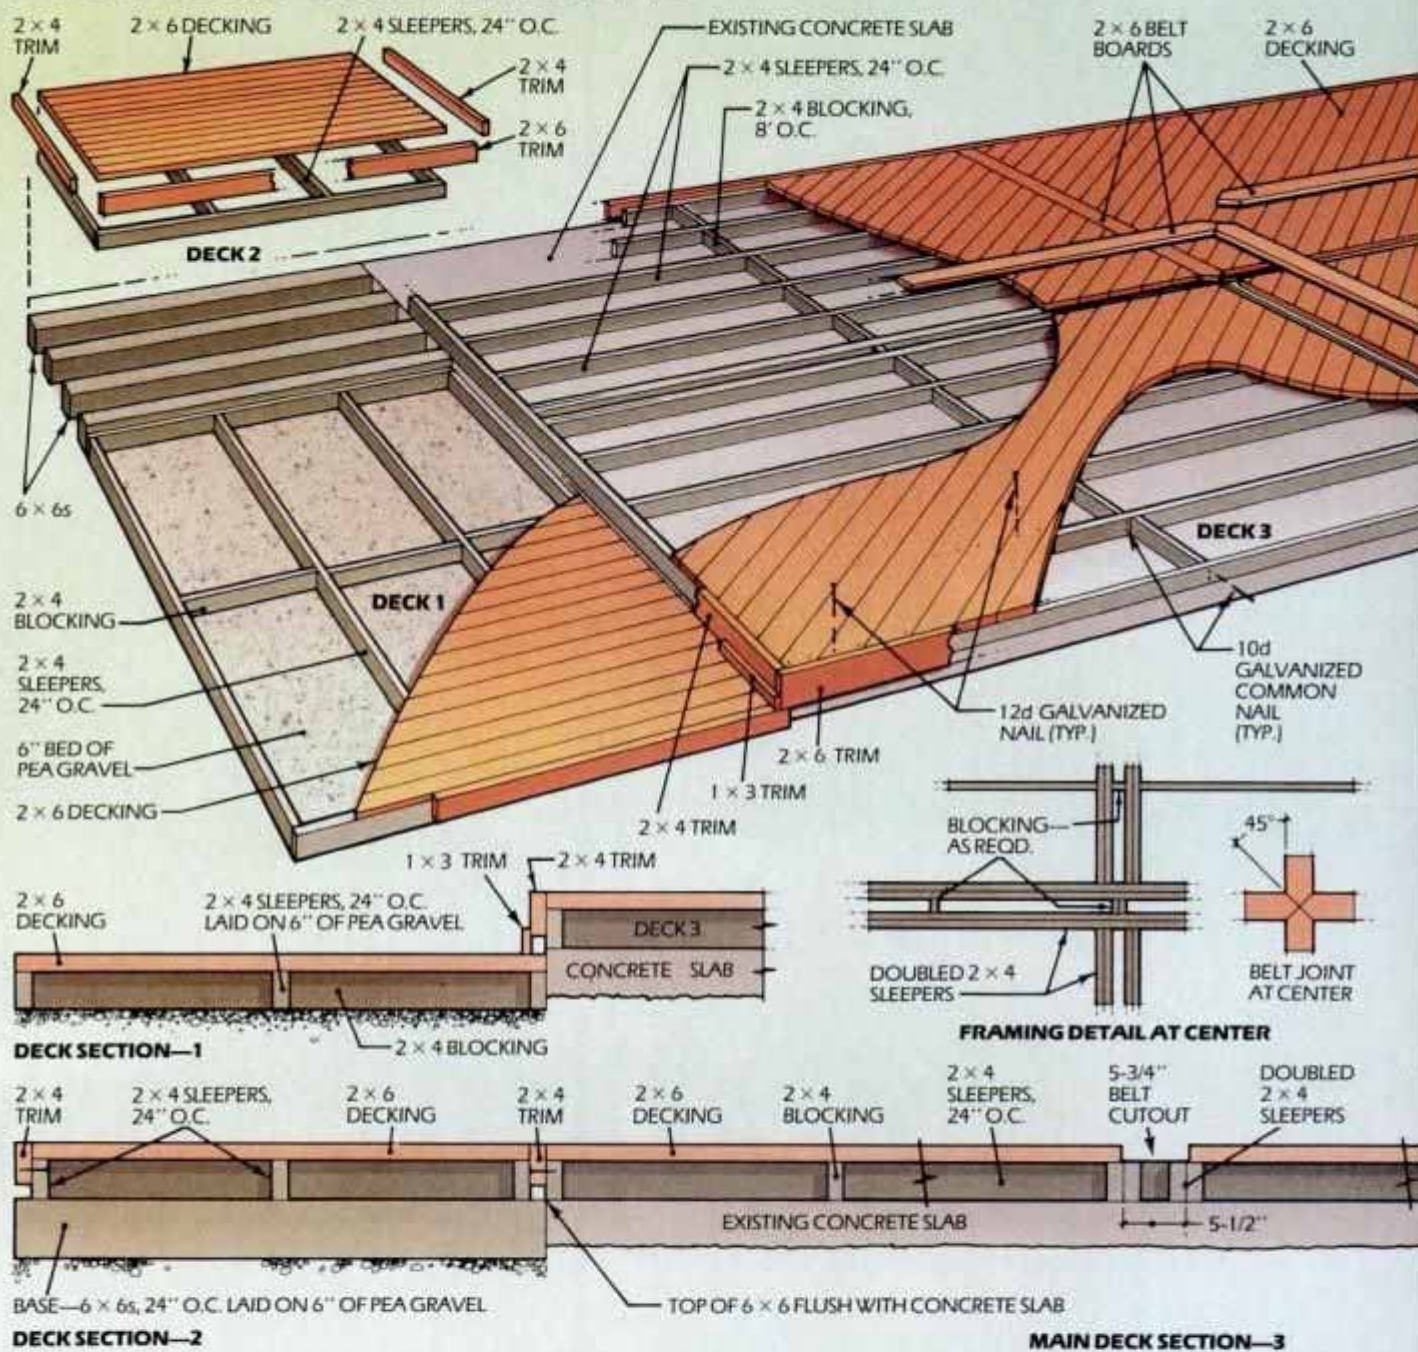 2 × 4
TRIM
2 × 6 DECKING
2 × 4 SLEEPERS, 24" O.C.
2 × 4
TRIM
2 × 6
TRIM
DECK 2
EXISTING CONCRETE SLAB
2 × 4 SLEEPERS, 24" O.C.
2 × 4 BLOCKING,
8' O.C.
2 × 6 BELT
BOARDS
2 × 6
DECKING
6 × 6s
2 × 4
BLOCKING
DECK 1
2 × 4
SLEEPERS,
24" O.C.
6" BED OF
PEA GRAVEL
2 × 6 DECKING
DECK 3
10d
GALVANIZED
COMMON
NAIL
(TYP.)
12d GALVANIZED
NAIL (TYP.)
2 × 6 TRIM
1 × 3 TRIM
2 × 4 TRIM
1 × 3 TRIM
2 × 4 TRIM
2 × 6
DECKING
2 × 4 SLEEPERS, 24" O.C.
LAID ON 6" OF PEA GRAVEL
DECK 3
CONCRETE SLAB
DECK SECTION—1
2 × 4 BLOCKING
BLOCKING
AS REQD.
45°
DOUBLED 2 × 4
SLEEPERS
BELT JOINT
AT CENTER
FRAMING DETAIL AT CENTER
2 × 4
TRIM
2 × 4 SLEEPERS,
24" O.C.
2 × 6
DECKING
2 × 4
TRIM
2 × 6
DECKING
2 × 4
BLOCKING
2 × 4
SLEEPERS,
24" O.C.
5-3/4"
BELT
CUTOUT
DOUBLED
2 × 4
SLEEPERS
EXISTING CONCRETE SLAB
5-1/2"
BASE—6 × 6s, 24" O.C. LAID ON 6" OF PEA GRAVEL
TOP OF 6 × 6 FLUSH WITH CONCRETE SLAB
DECK SECTION—2
MAIN DECK SECTION—3